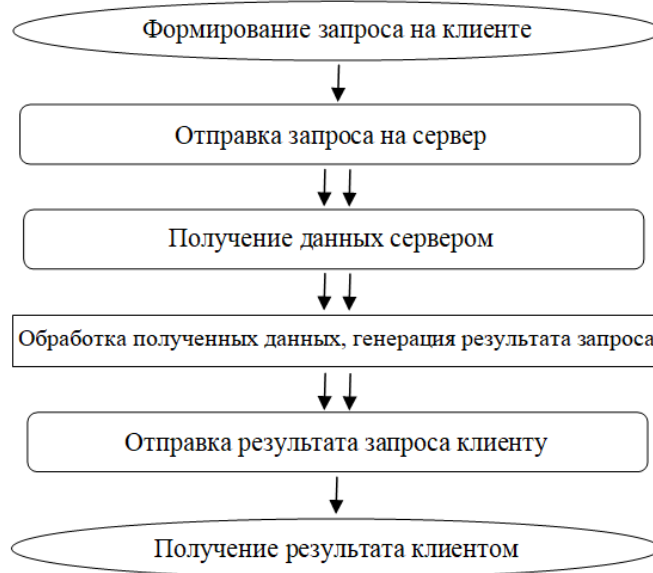 Формирование запроса на клиенте
Отправка запроса на сервер
Получение данных сервером
Обработка полученных данных, генерация результата запроса
Отправка результата запроса клиенту
Получение результата клиентом